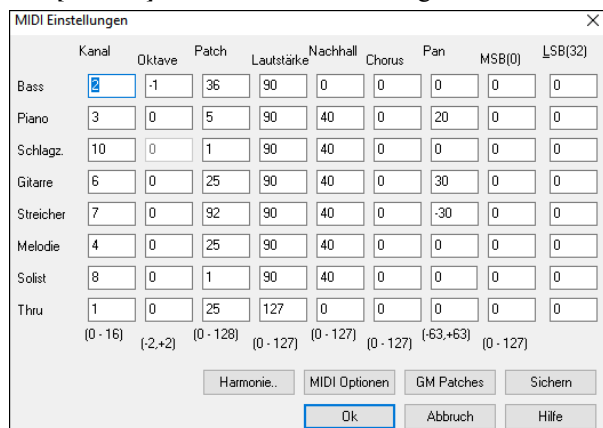 MIDI Einstellungen
Kanal Oktave Patch Lautstärke Nachhall Chorus Pan MSB(0) LSB(32)
Bass 2 -1 36 90 0 0 0 0 0
Piano 3 0 5 90 40 0 20 0 0
Schlagz. 10 0 1 90 40 0 0 0 0
Gitarre 6 0 25 90 40 0 30 0 0
Streicher 7 0 92 90 40 0 -30 0 0
Melodie 4 0 25 90 40 0 0 0 0
Solist 8 0 1 90 40 0 0 0 0
Thru 1 0 25 127 0 0 0 0 0
(0 - 16) (-2,+2) (0 - 128) (0 - 127) (0 - 127) (0 - 127) (-63,+63) (0 - 127)
Harmonie.. MIDI Optionen GM Patches Sichern
Ok Abbruch Hilfe